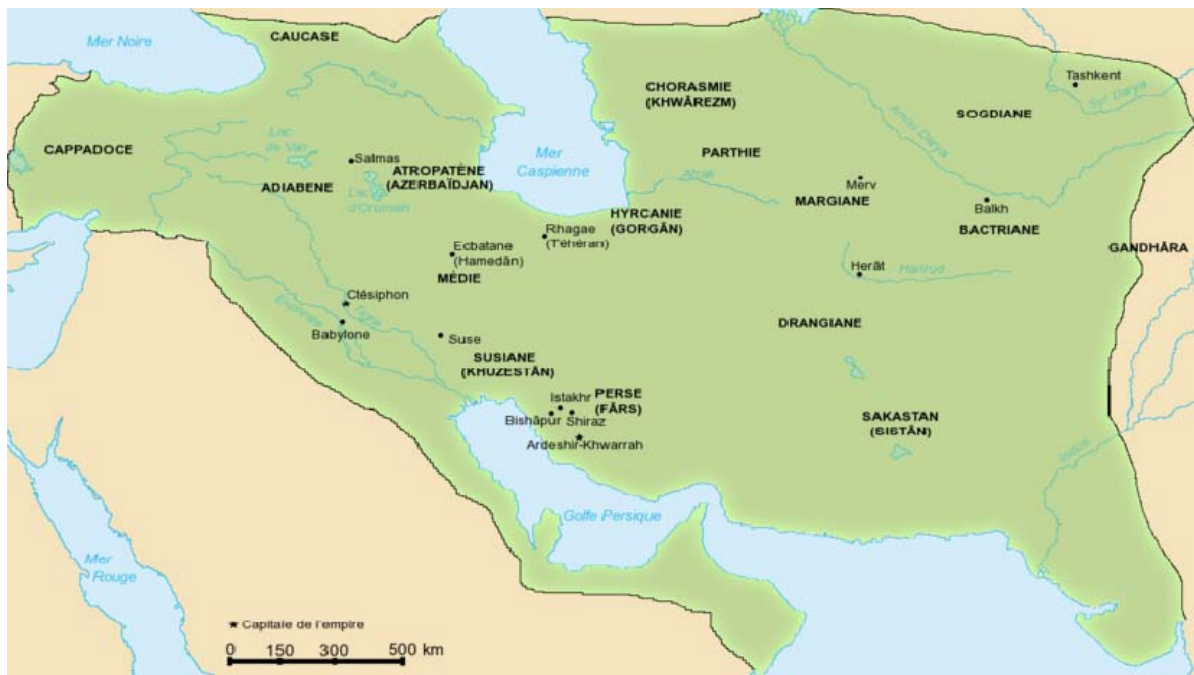 Mer Noire
CAUCASE
Kura
CHORASMIE
(KHWÂREZM)
Tashkent
Syr Darya
SOGDIANE
Amou Darya
CAPPADOCE
Lac
de Van
Salmas
ATROPATÈNE
(AZERBAÏDJAN)
ADIABENE
Lac
d'Orumieh
Mer
Caspienne
PARTHIE
Atrak
Merv
MARGIANE
Balkh
BACTRIANE
HYRCANIE
(GORGÂN)
Rhagae
(Téhéran)
Ecbatane
(Hamedân)
MÉDIE
GANDHÂRA
Herât
Harirud
Ctésiphon
Euphrate
Tigre
Babylone
Suse
DRANGIANE
SUSIANE
(KHUZESTÂN)
Istakhr
PERSE
(FÂRS)
Bishâpur
Shiraz
Ardeshir-Khwarrah
SAKASTAN
(SISTÂN)
Indus
Golfe Persique
Mer
Rouge
★ Capitale de l'empire
0 150 300 500 km